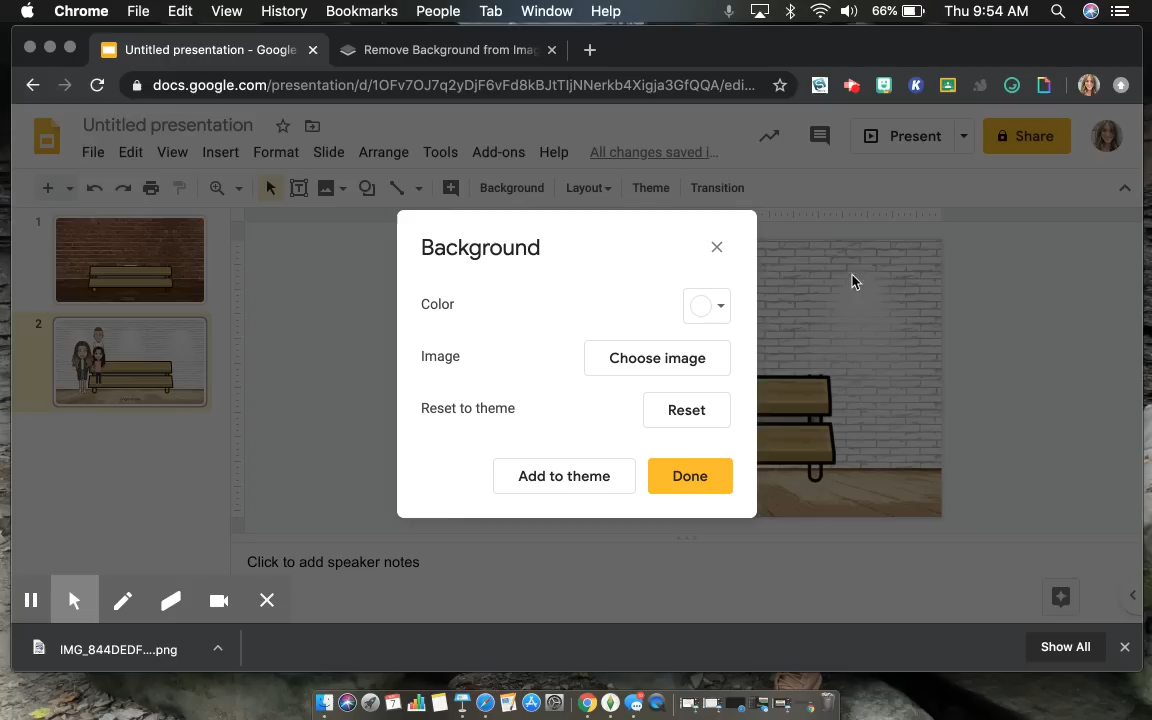 Chrome File Edit View History Bookmarks People Tab Window Help 66% Thu 9:54 AM
Untitled presentation - Google Remove Background from Imag
docs.google.com/presentation/d/1OFv7OJ7q2yDjF6vFd8kBJtTIjNNerkb4Xigja3GfQQA/edi...
Untitled presentation
Present
Share
File Edit View Insert Format Slide Arrange Tools Add-ons Help All changes saved i...
Background Layout Theme Transition
1
2
Background
Color
Image Choose image
Reset to theme Reset
Add to theme Done
Click to add speaker notes
IMG_844DEDF....png
Show All